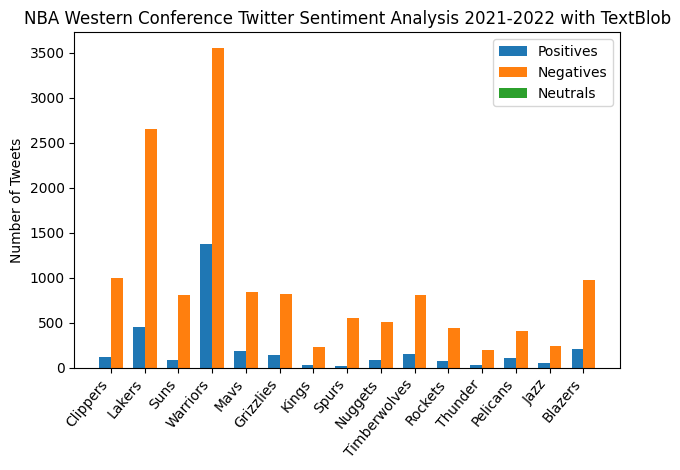 NBA Western Conference Twitter Sentiment Analysis 2021-2022 with TextBlob
Positives
Negatives
Neutrals
Number of Tweets
3500
3000
2500
2000
1500
1000
500
0
Clippers
Lakers
Suns
Warriors
Mavs
Grizzlies
Kings
Spurs
Nuggets
Timberwolves
Rockets
Thunder
Pelicans
Jazz
Blazers